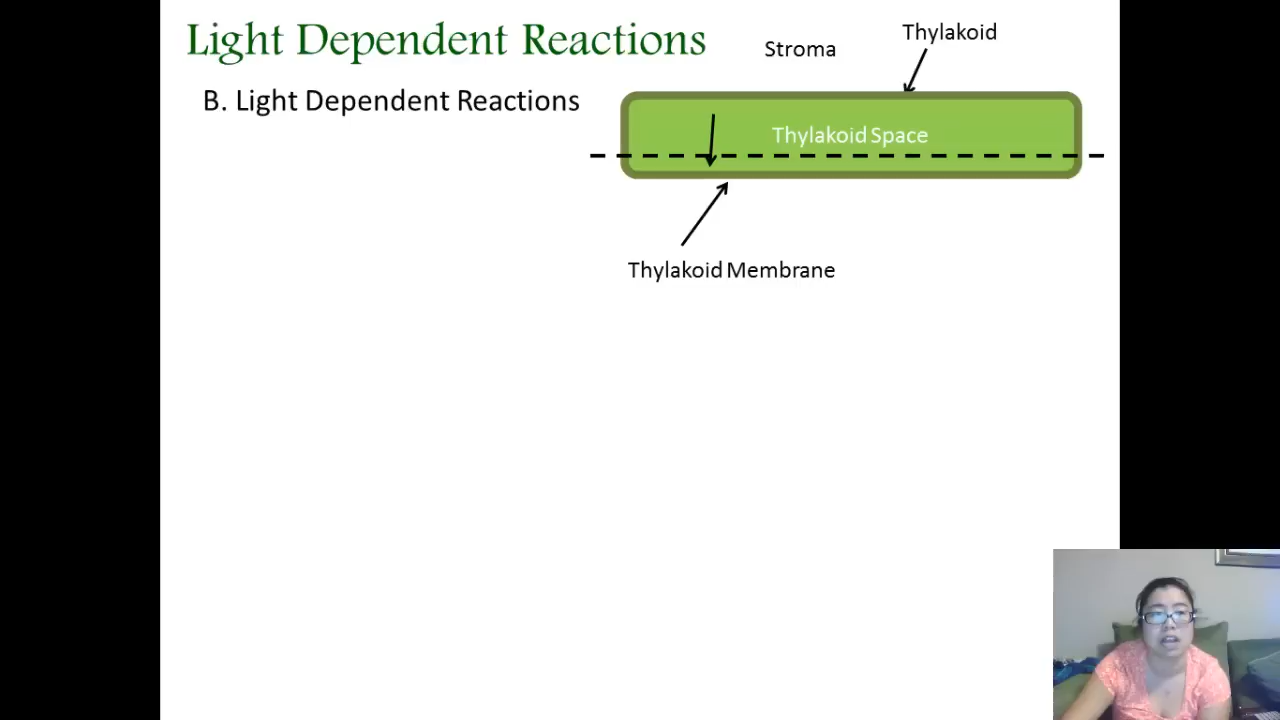 Light Dependent Reactions
Stroma
Thylakoid
B. Light Dependent Reactions
Thylakoid Space
Thylakoid Membrane